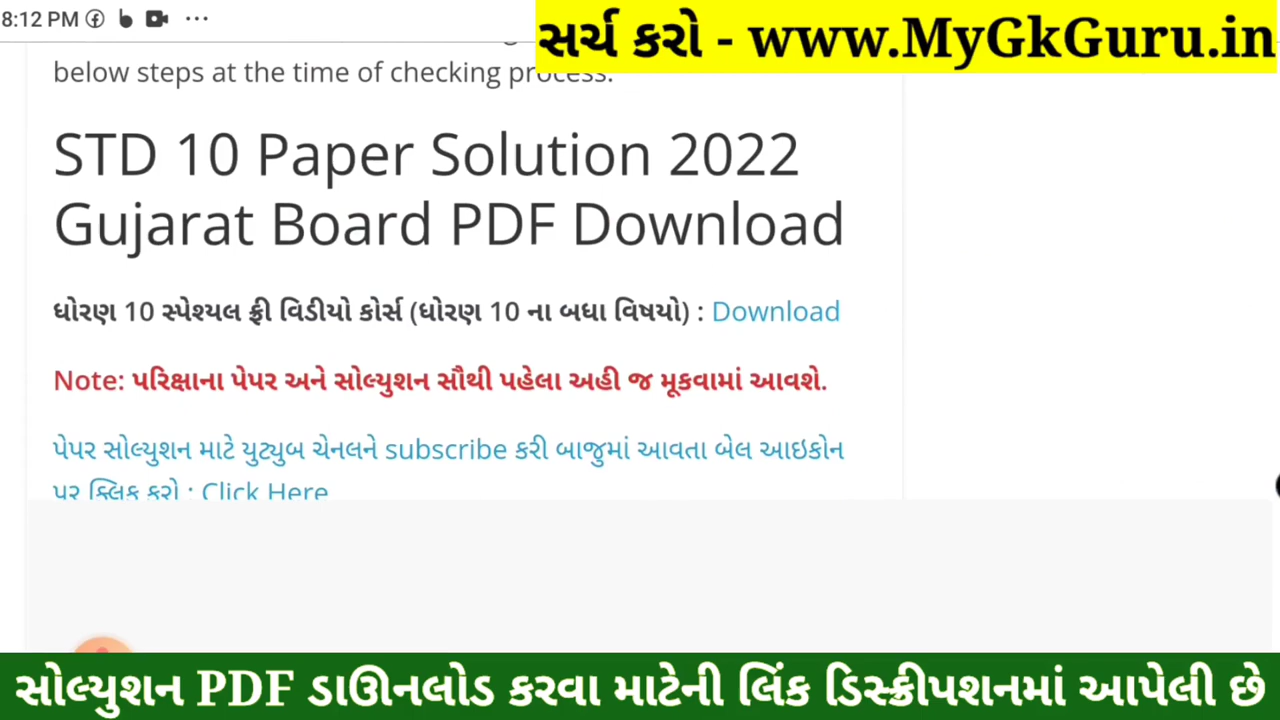 8:12 PM
સર્ચ કરો - www.MyGkGuru.in
below steps at the time of checking process.
STD 10 Paper Solution 2022
Gujarat Board PDF Download
ધોરણ 10 સ્પેશ્યલ ફ્રી વિડીયો કોર્સ (ધોરણ 10 ના બધા વિષયો) : Download
Note: પરિક્ષાના પેપર અને સોલ્યુશન સૌથી પહેલા અહી જ મૂકવામાં આવશે.
પેપર સોલ્યુશન માટે યુટ્યુબ ચેનલને subscribe કરી બાજુમાં આવતા બેલ આઇકોન
પર ક્લિક કરો : Click Here
સોલ્યુશન PDF ડાઊનલોડ કરવા માટેની લિંક ડિસ્ક્રીપશનમાં આપેલી છે